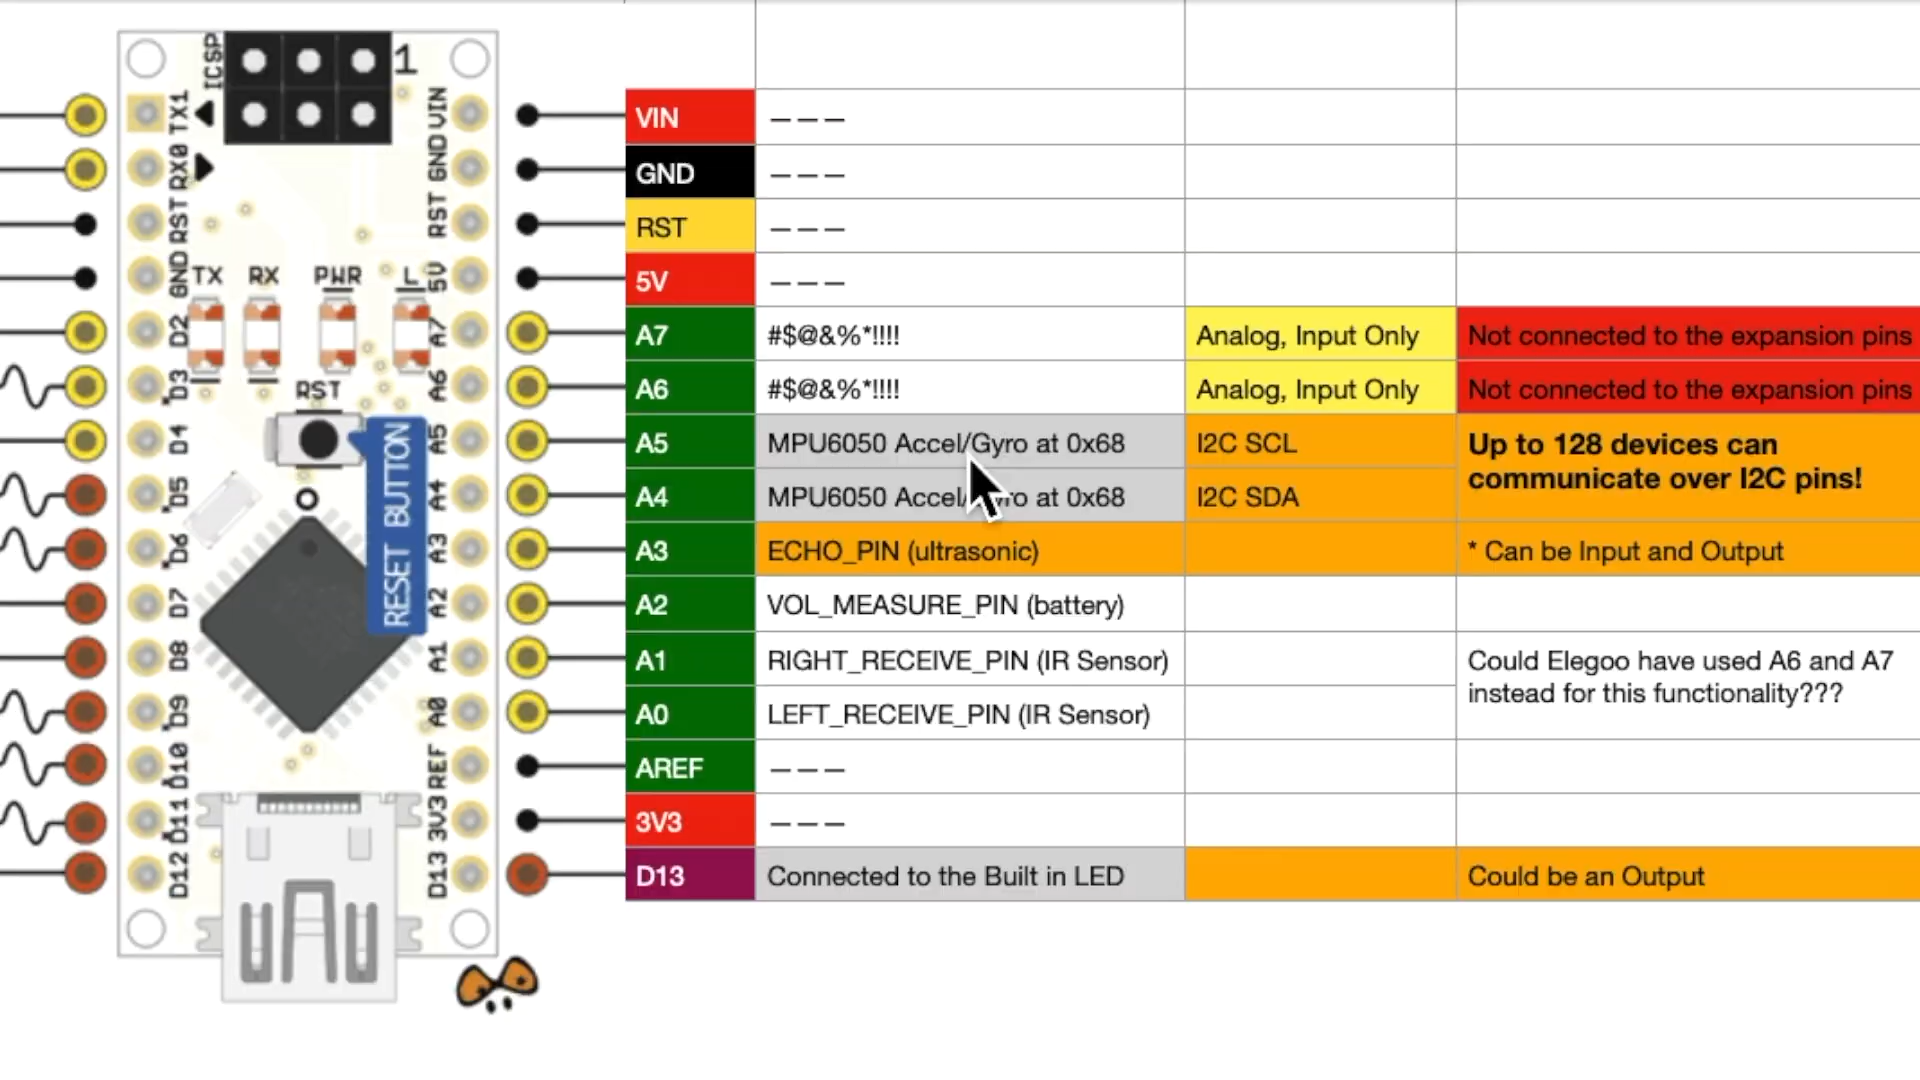 ICSP
1
TX1
RX0
RST
GND
D2
D3
D4
D5
D6
D7
D8
D9
D10
D11
D12
TX RX PWR L
RST
RESET BUTTON
VIN
GND
RST
5V
A7
A6
A5
A4
A3
A2
A1
A0
REF
3V3
D13
VIN ———
GND ———
RST ———
5V ———
A7 #$@&%*!!!! Analog, Input Only Not connected to the expansion pins
A6 #$@&%*!!!! Analog, Input Only Not connected to the expansion pins
A5 MPU6050 Accel/Gyro at 0x68 I2C SCL Up to 128 devices can
communicate over I2C pins!
A4 MPU6050 Accel/Gyro at 0x68 I2C SDA
A3 ECHO_PIN (ultrasonic) * Can be Input and Output
A2 VOL_MEASURE_PIN (battery)
A1 RIGHT_RECEIVE_PIN (IR Sensor) Could Elegoo have used A6 and A7
instead for this functionality???
A0 LEFT_RECEIVE_PIN (IR Sensor)
AREF ———
3V3 ———
D13 Connected to the Built in LED Could be an Output